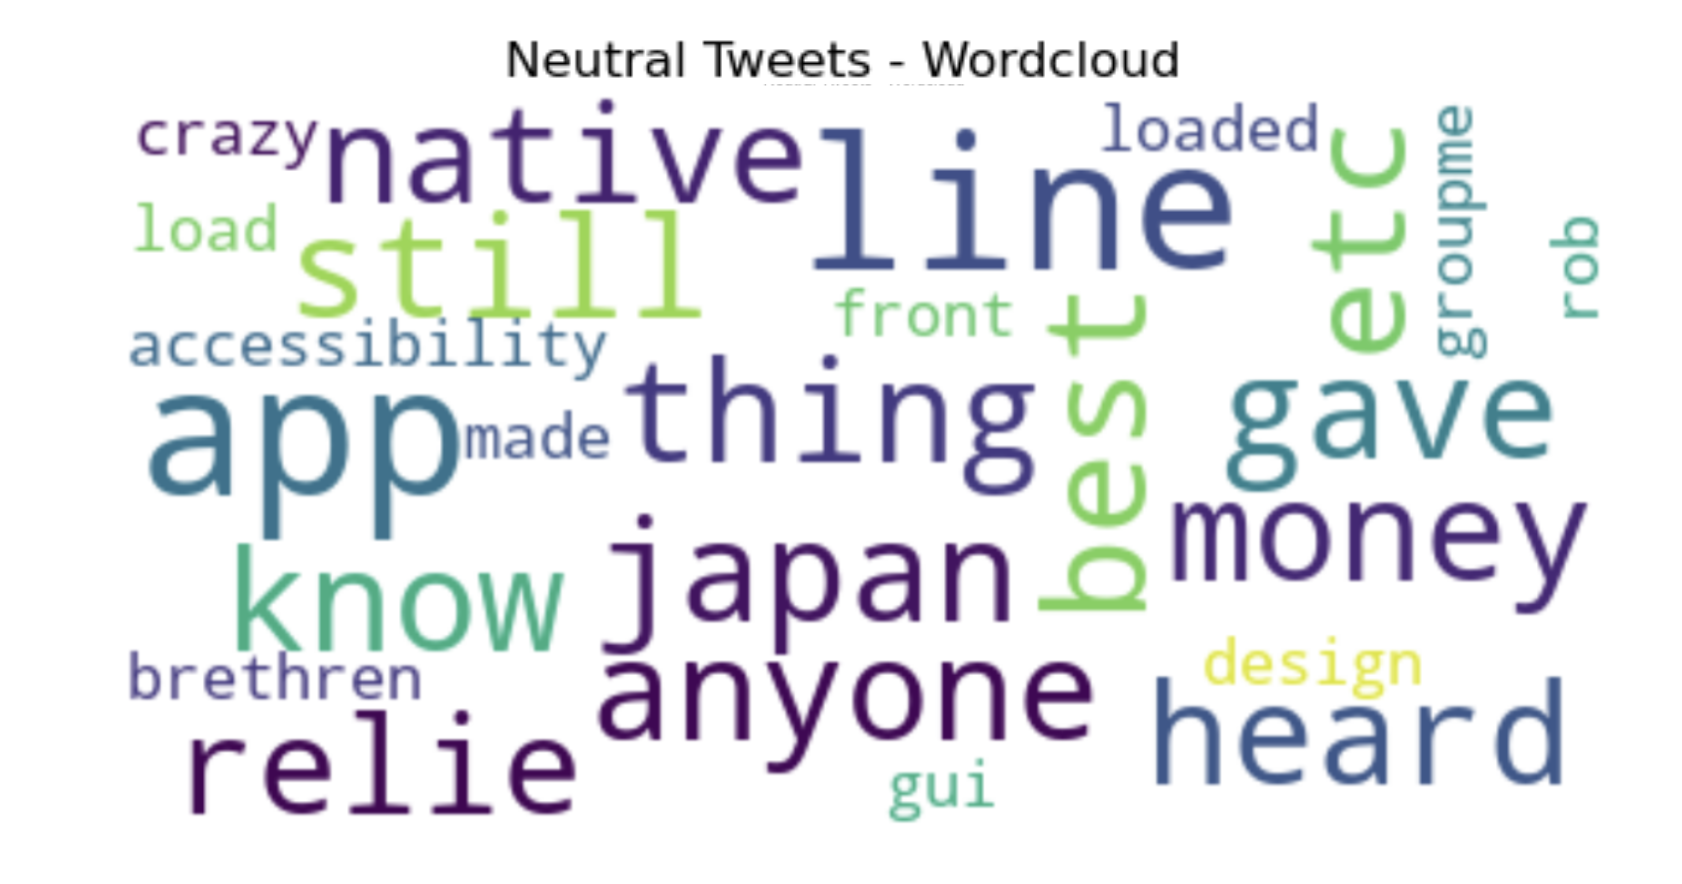 Neutral Tweets - Wordcloud
crazy
native
line
loaded
etc
groupme
rob
load
still
front
accessibility
best
app
made
thing
gave
money
know
japan
brethren
anyone
design
relie
gui
heard